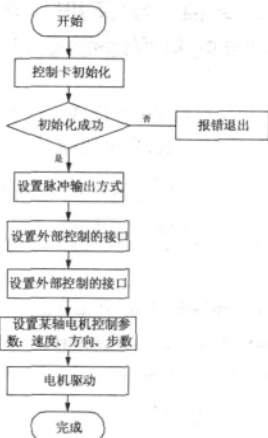 开始
控制卡初始化
初始化成功
否
报错退出
是
设置脉冲输出方式
设置外部控制的接口
设置外部控制的接口
设置某轴电机控制参
数：速度、方向、步数
电机驱动
完成